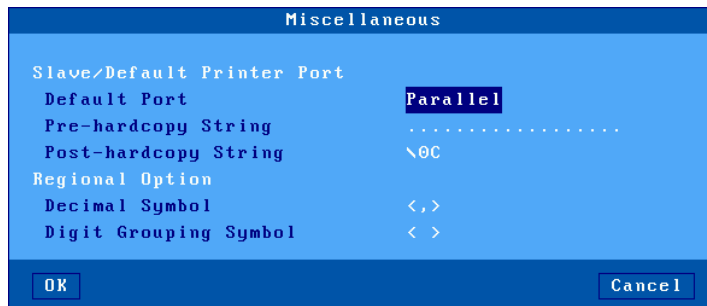 Miscellaneous
Slave/Default Printer Port
Default Port Parallel
Pre-hardcopy String ..................
Post-hardcopy String \0C
Regional Option
Decimal Symbol <,>
Digit Grouping Symbol < >
OK Cancel